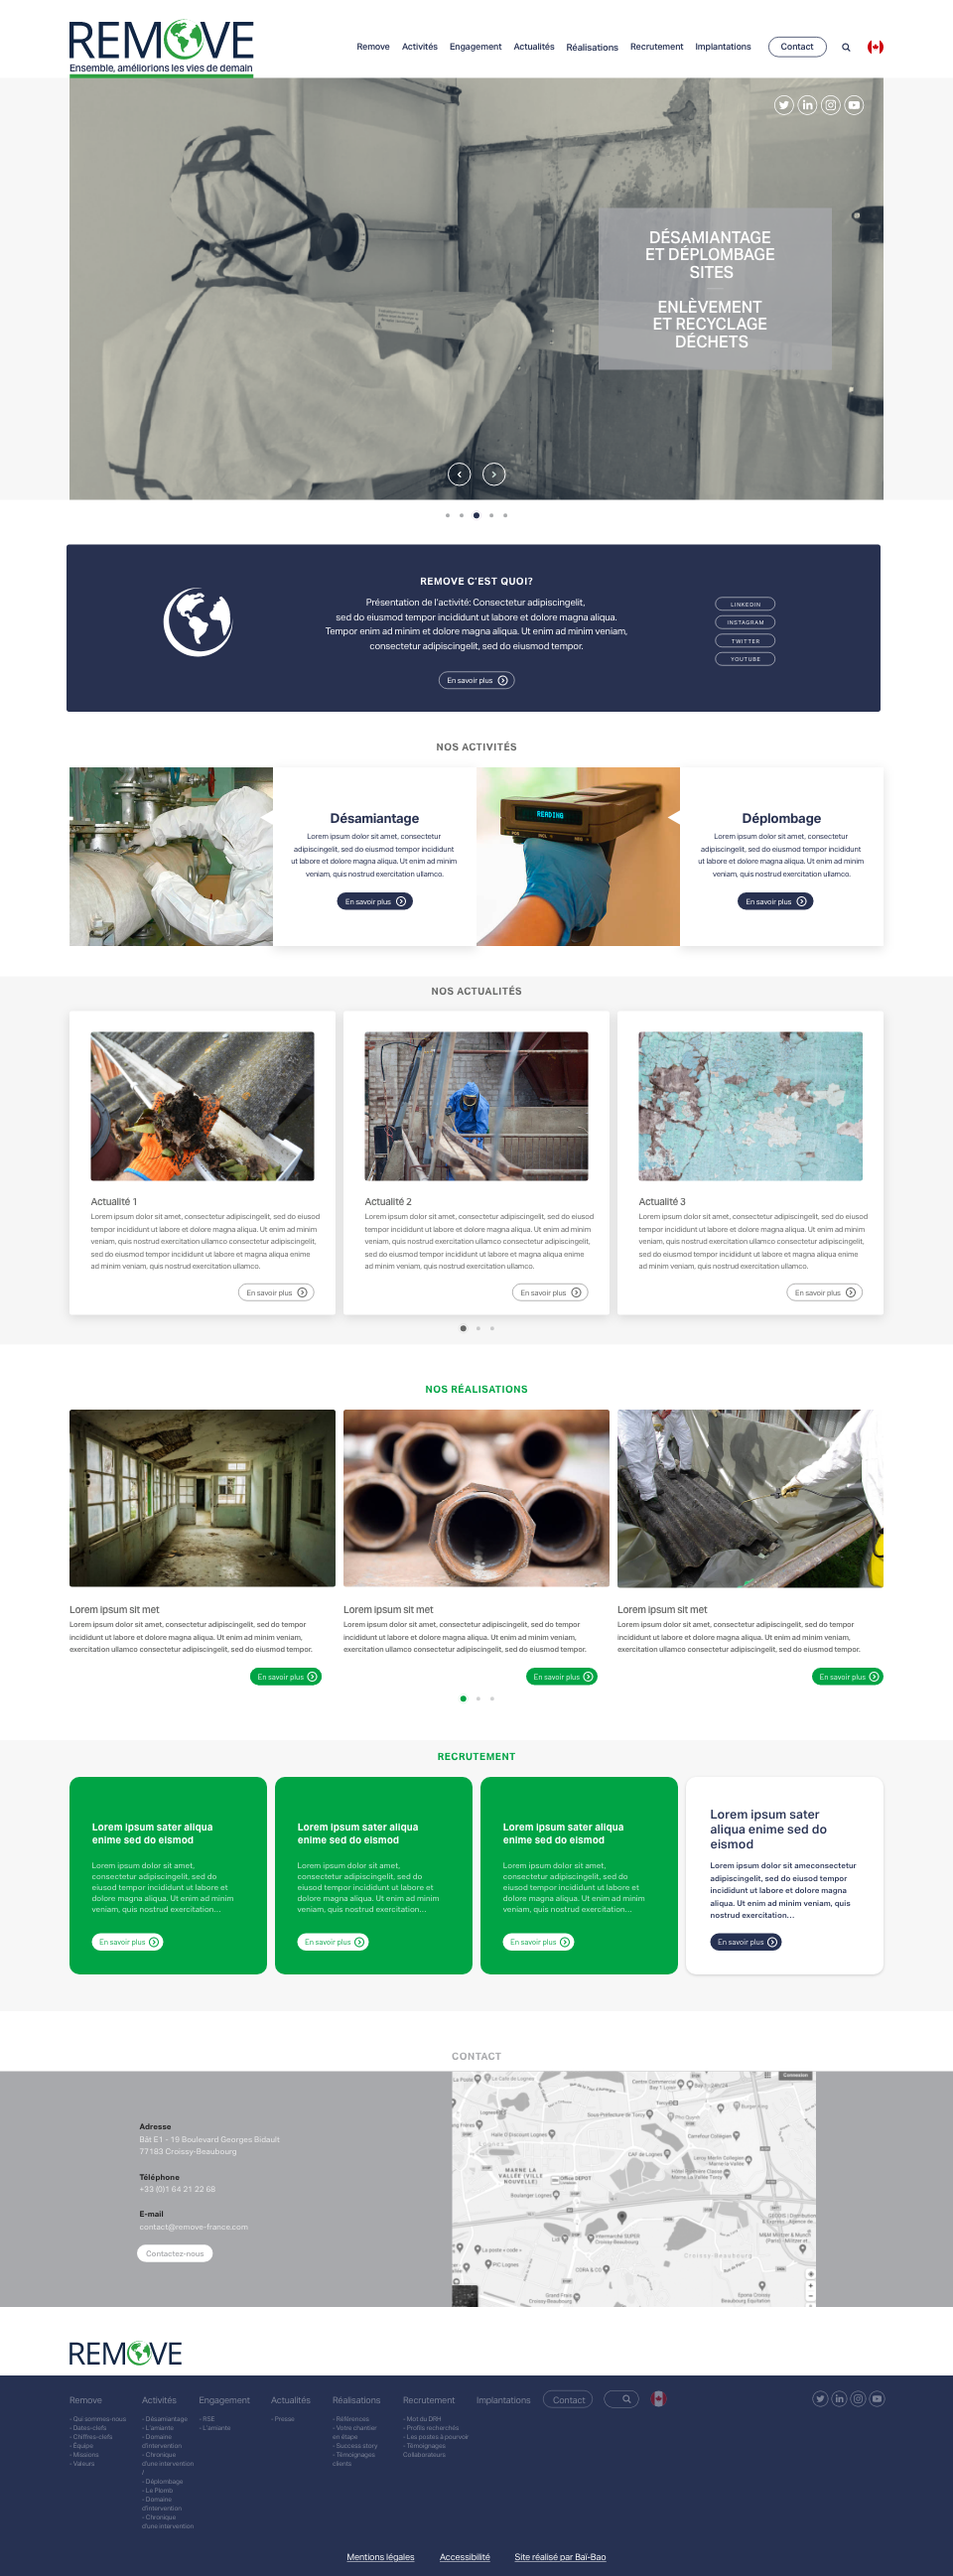 REMOVE
Ensemble, améliorions les vies de demain
Remove Activités Engagement Actualités Réalisations Recrutement Implantations Contact
DÉSAMIANTAGE
ET DÉPLOMBAGE
SITES
ENLÈVEMENT
ET RECYCLAGE
DÉCHETS
REMOVE C'EST QUOI?
Présentation de l'activité: Consectetur adipiscingelit,
sed do eiusmod tempor incididunt ut labore et dolore magna aliqua.
Tempor enim ad minim et dolore magna aliqua. Ut enim ad minim veniam,
consectetur adipiscingelit, sed do eiusmod tempor.
En savoir plus
LINKEDIN
INSTAGRAM
TWITTER
YOUTUBE
NOS ACTIVITÉS
Désamiantage
Lorem ipsum dolor sit amet, consectetur
adipiscingelit, sed do eiusmod tempor incididunt
ut labore et dolore magna aliqua. Ut enim ad minim
veniam, quis nostrud exercitation ullamco.
En savoir plus
READING
Déplombage
Lorem ipsum dolor sit amet, consectetur
adipiscingelit, sed do eiusmod tempor incididunt
ut labore et dolore magna aliqua. Ut enim ad minim
veniam, quis nostrud exercitation ullamco.
En savoir plus
NOS ACTUALITÉS
Actualité 1
Lorem ipsum dolor sit amet, consectetur adipiscingelit, sed do eiusod
tempor incididunt ut labore et dolore magna aliqua. Ut enim ad minim
veniam, quis nostrud exercitation ullamco consectetur adipiscingelit,
sed do eiusmod tempor incididunt ut labore et magna aliqua enime
ad minim veniam, quis nostrud exercitation ullamco.
En savoir plus
Actualité 2
Lorem ipsum dolor sit amet, consectetur adipiscingelit, sed do eiusod
tempor incididunt ut labore et dolore magna aliqua. Ut enim ad minim
veniam, quis nostrud exercitation ullamco consectetur adipiscingelit,
sed do eiusmod tempor incididunt ut labore et magna aliqua enime
ad minim veniam, quis nostrud exercitation ullamco.
En savoir plus
Actualité 3
Lorem ipsum dolor sit amet, consectetur adipiscingelit, sed do eiusod
tempor incididunt ut labore et dolore magna aliqua. Ut enim ad minim
veniam, quis nostrud exercitation ullamco consectetur adipiscingelit,
sed do eiusmod tempor incididunt ut labore et magna aliqua enime
ad minim veniam, quis nostrud exercitation ullamco.
En savoir plus
NOS RÉALISATIONS
Lorem ipsum sit met
Lorem ipsum dolor sit amet, consectetur adipiscingelit, sed do tempor
incididunt ut labore et dolore magna aliqua. Ut enim ad minim veniam,
exercitation ullamco consectetur adipiscingelit, sed do eiusmod tempor.
En savoir plus
Lorem ipsum sit met
Lorem ipsum dolor sit amet, consectetur adipiscingelit, sed do tempor
incididunt ut labore et dolore magna aliqua. Ut enim ad minim veniam,
exercitation ullamco consectetur adipiscingelit, sed do eiusmod tempor.
En savoir plus
Lorem ipsum sit met
Lorem ipsum dolor sit amet, consectetur adipiscingelit, sed do tempor
incididunt ut labore et dolore magna aliqua. Ut enim ad minim veniam,
exercitation ullamco consectetur adipiscingelit, sed do eiusmod tempor.
En savoir plus
RECRUTEMENT
Lorem ipsum sater aliqua
enime sed do eismod
Lorem ipsum dolor sit amet,
consectetur adipiscingelit, sed do
eiusod tempor incididunt ut labore et
dolore magna aliqua. Ut enim ad minim
veniam, quis nostrud exercitation...
En savoir plus
Lorem ipsum sater aliqua
enime sed do eismod
Lorem ipsum dolor sit amet,
consectetur adipiscingelit, sed do
eiusod tempor incididunt ut labore et
dolore magna aliqua. Ut enim ad minim
veniam, quis nostrud exercitation...
En savoir plus
Lorem ipsum sater aliqua
enime sed do eismod
Lorem ipsum dolor sit amet,
consectetur adipiscingelit, sed do
eiusod tempor incididunt ut labore et
dolore magna aliqua. Ut enim ad minim
veniam, quis nostrud exercitation...
En savoir plus
Lorem ipsum sater
aliqua enime sed do
eismod
Lorem ipsum dolor sit ameconsectetur
adipiscingelit, sed do eiusod tempor
incididunt ut labore et dolore magna
aliqua. Ut enim ad minim veniam, quis
nostrud exercitation...
En savoir plus
CONTACT
Adresse
Bât E1 - 19 Boulevard Georges Bidault
77183 Croissy-Beaubourg
Téléphone
+33 (0)1 64 21 22 68
E-mail
contact@remove-france.com
Contactez-nous
Connexion
MARNE LA
VALLÉE (VILLE
NOUVELLE)
Office DEPOT
Boulanger Lognes
Intermarché SUPER
Croissy-Beaubourg
CORA & CO
PIC Lognes
Croissy-Beaubourg
REMOVE
Remove
- Qui sommes-nous
- Dates-clefs
- Chiffres-clefs
- Équipe
- Missions
- Valeurs
Activités
- Désamiantage
- L'amiante
- Domaine
d'intervention
- Chronique
d'une intervention
/
- Déplombage
- Le Plomb
- Domaine
d'intervention
- Chronique
d'une intervention
Engagement
- RSE
- L'amiante
Actualités
- Presse
Réalisations
- Références
- Votre chantier
en étape
- Success story
- Témoignages
clients
Recrutement
- Mot du DRH
- Profils recherchés
- Les postes à pourvoir
- Témoignages
Collaborateurs
Implantations
Contact
Mentions légales Accessibilité Site réalisé par Baï-Bao